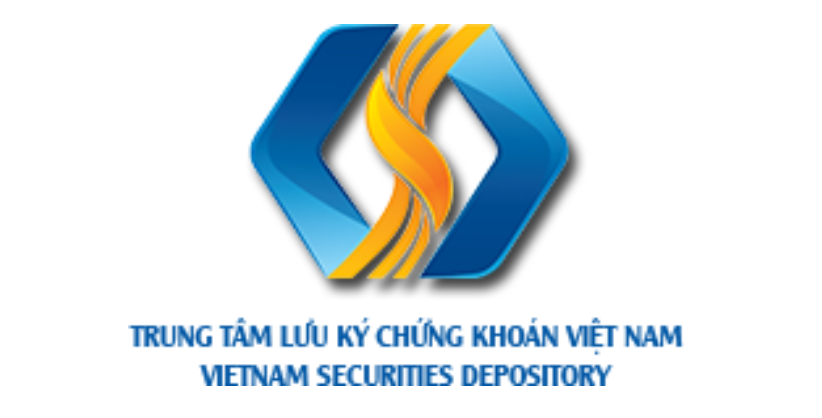 TRUNG TÂM LƯU KÝ CHỨNG KHOÁN VIỆT NAM
VIETNAM SECURITIES DEPOSITORY